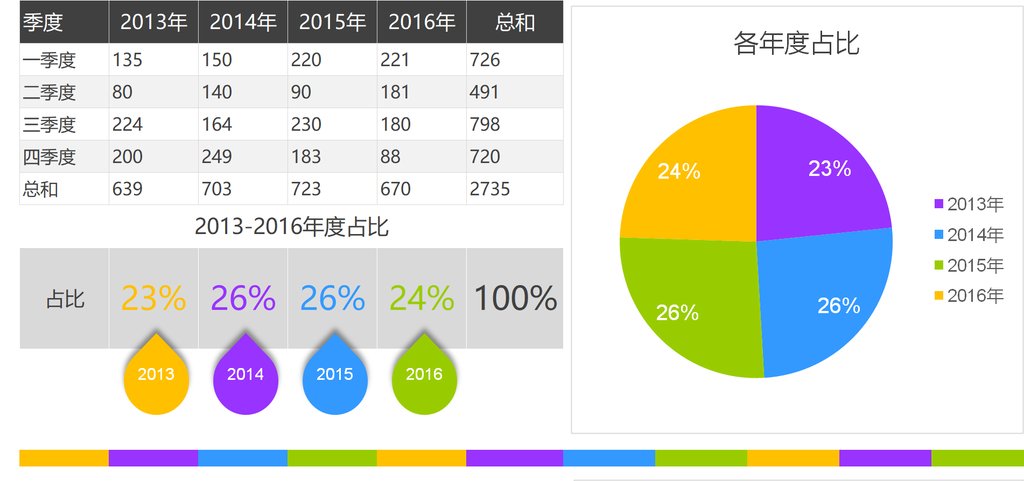 季度 2013年 2014年 2015年 2016年 总和
一季度 135 150 220 221 726
二季度 80 140 90 181 491
三季度 224 164 230 180 798
四季度 200 249 183 88 720
总和 639 703 723 670 2735
2013-2016年度占比
占比 23% 26% 26% 24% 100%
2013 2014 2015 2016
各年度占比
24% 23%
26% 26%
2013年
2014年
2015年
2016年